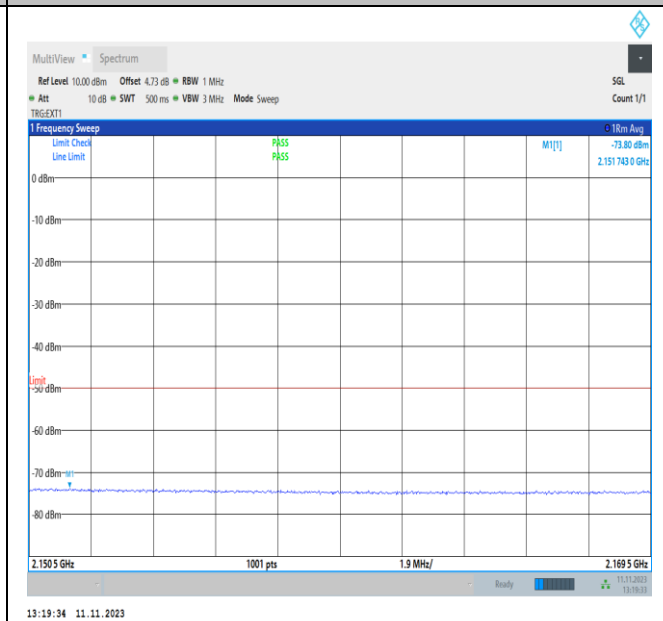 MultiView Spectrum
Ref Level 10.00 dBm Offset 4.73 dB RBW 1 MHz SGL
Att 10 dB SWT 500 ms VBW 3 MHz Mode Sweep Count 1/1
TRG:EXT1
1 Frequency Sweep 1Rm Avg
Limit Check PASS M1[1] -73.80 dBm
Line Limit PASS 2.151 743 0 GHz
0 dBm
-10 dBm
-20 dBm
-30 dBm
-40 dBm
Limit
-50 dBm
-60 dBm
-70 dBm M1
-80 dBm
2.150 5 GHz 1001 pts 1.9 MHz/ 2.169 5 GHz
Ready 11.11.2023
13:19:33
13:19:34 11.11.2023